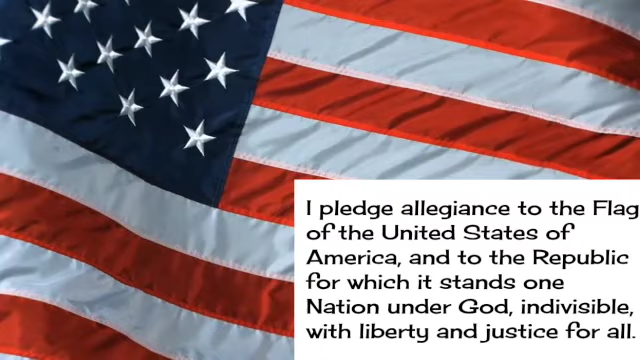 I pledge allegiance to the Flag
of the United States of
America, and to the Republic
for which it stands one
Nation under God, indivisible,
with liberty and justice for all.